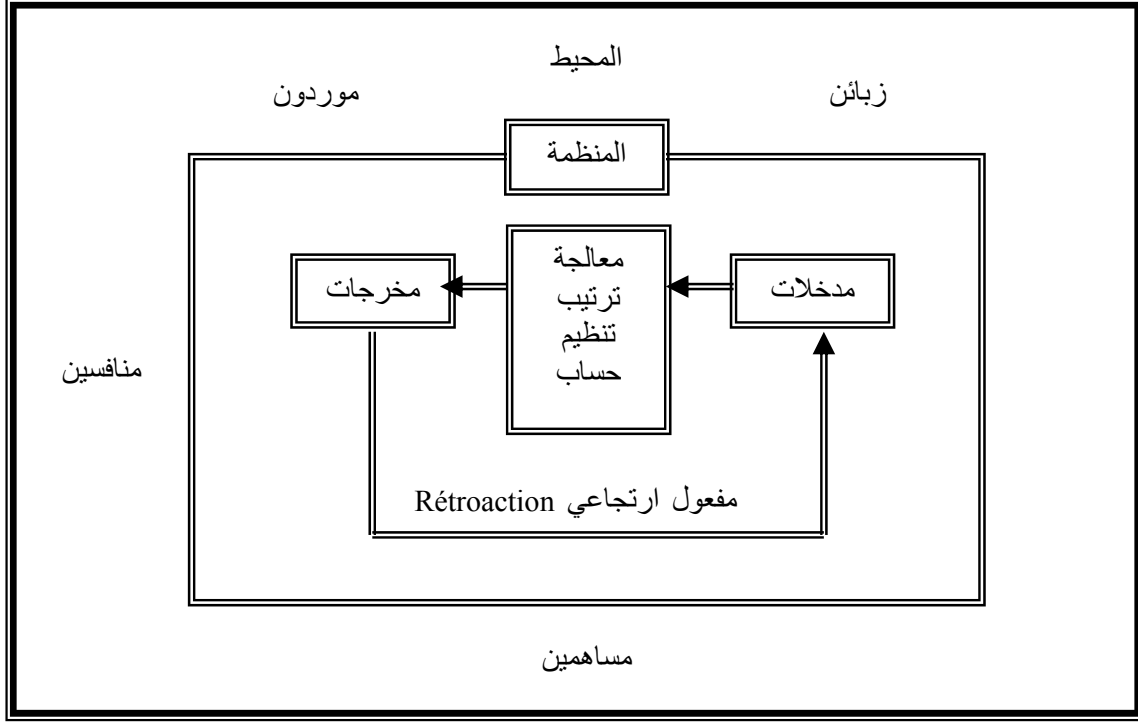 المحيط
زبائن
موردون
المنظمة
مدخلات
معالجة
ترتيب
تنظيم
حساب
مخرجات
منافسين
مفعول ارتجاعي Rétroaction
مساهمين